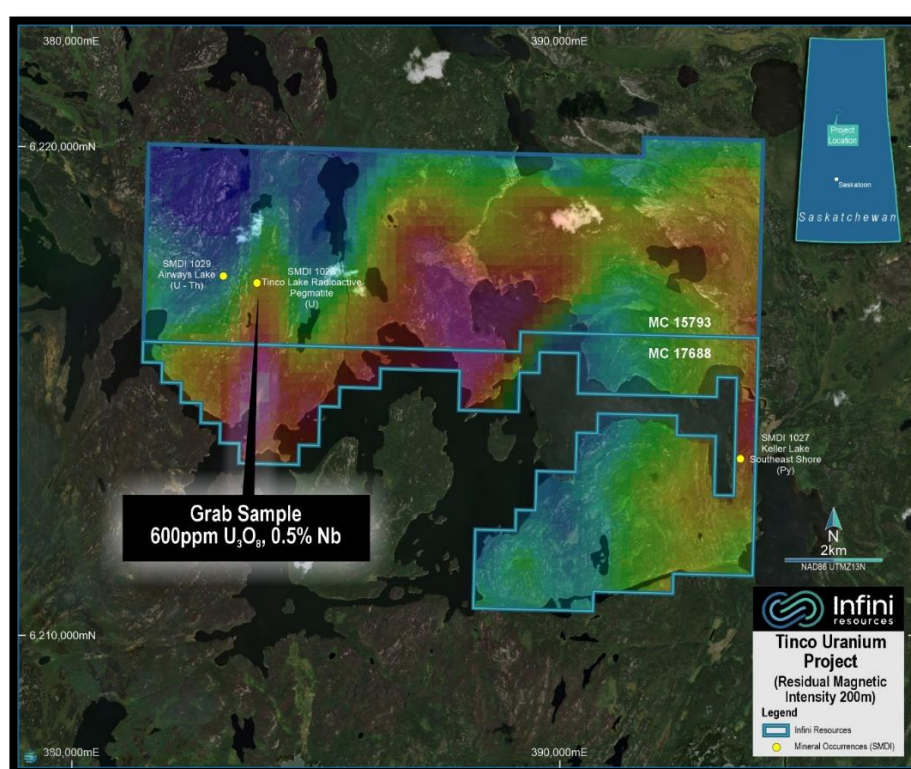 380,000mE
390,000mE
6,220,000mN
Project
Location
Saskatoon
Saskatchewan
SMDI 1029
Airways Lake
(U - Th)
SMDI 1028
Tinco Lake Radioactive
Pegmatite
(U)
MC 15793
MC 17688
SMDI 1027
Keller Lake
Southeast Shore
(Py)
Grab Sample
600ppm U₃O₈, 0.5% Nb
N
2km
NAD86 UTMZ13N
Infini
resources
Tinco Uranium
Project
(Residual Magnetic
Intensity 200m)
Legend
Infini Resources
Mineral Occurrences (SMDI)
6,210,000mN
380,000mE
390,000mE